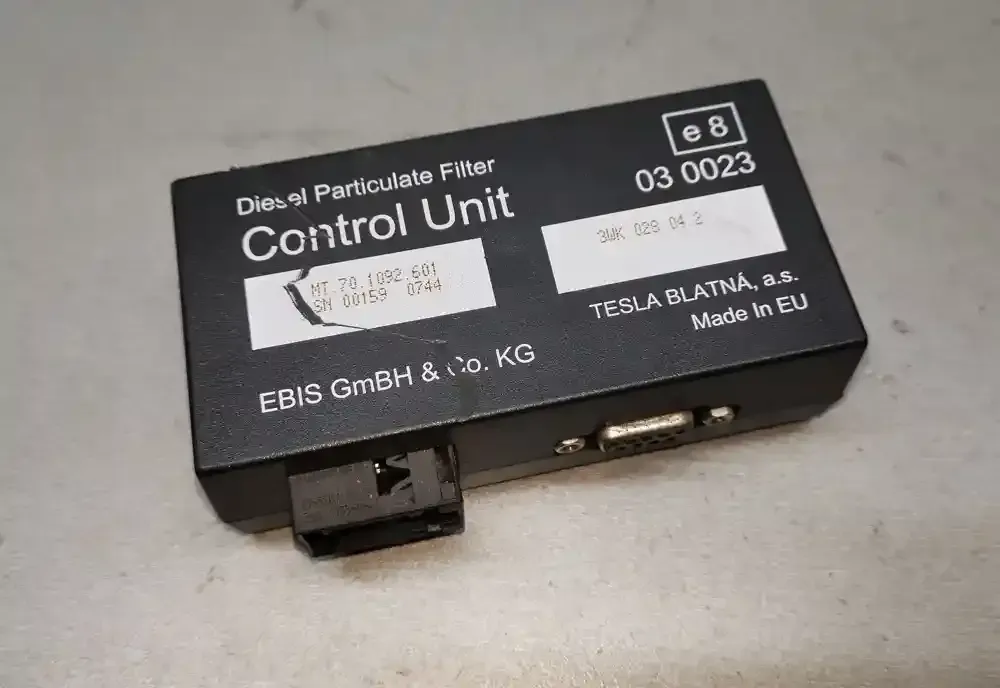 Diesel Particulate Filter
Control Unit
MT.70.1092.601
SN 00159 0744
EBIS GmBH & Co. KG
e 8
03 0023
3WK 028 04 2
TESLA BLATNÁ, a.s.
Made In EU